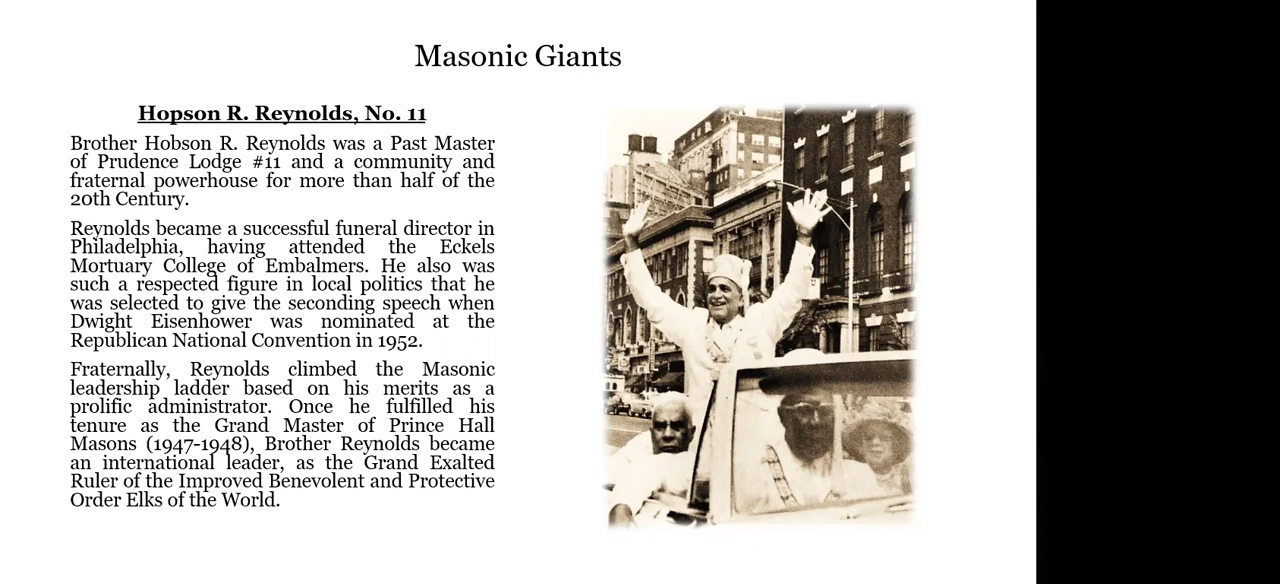 Masonic Giants
Hopson R. Reynolds, No. 11
Brother Hobson R. Reynolds was a Past Master
of Prudence Lodge #11 and a community and
fraternal powerhouse for more than half of the
20th Century.
Reynolds became a successful funeral director in
Philadelphia, having attended the Eckels
Mortuary College of Embalmers. He also was
such a respected figure in local politics that he
was selected to give the seconding speech when
Dwight Eisenhower was nominated at the
Republican National Convention in 1952.
Fraternally, Reynolds climbed the Masonic
leadership ladder based on his merits as a
prolific administrator. Once he fulfilled his
tenure as the Grand Master of Prince Hall
Masons (1947-1948), Brother Reynolds became
an international leader, as the Grand Exalted
Ruler of the Improved Benevolent and Protective
Order Elks of the World.